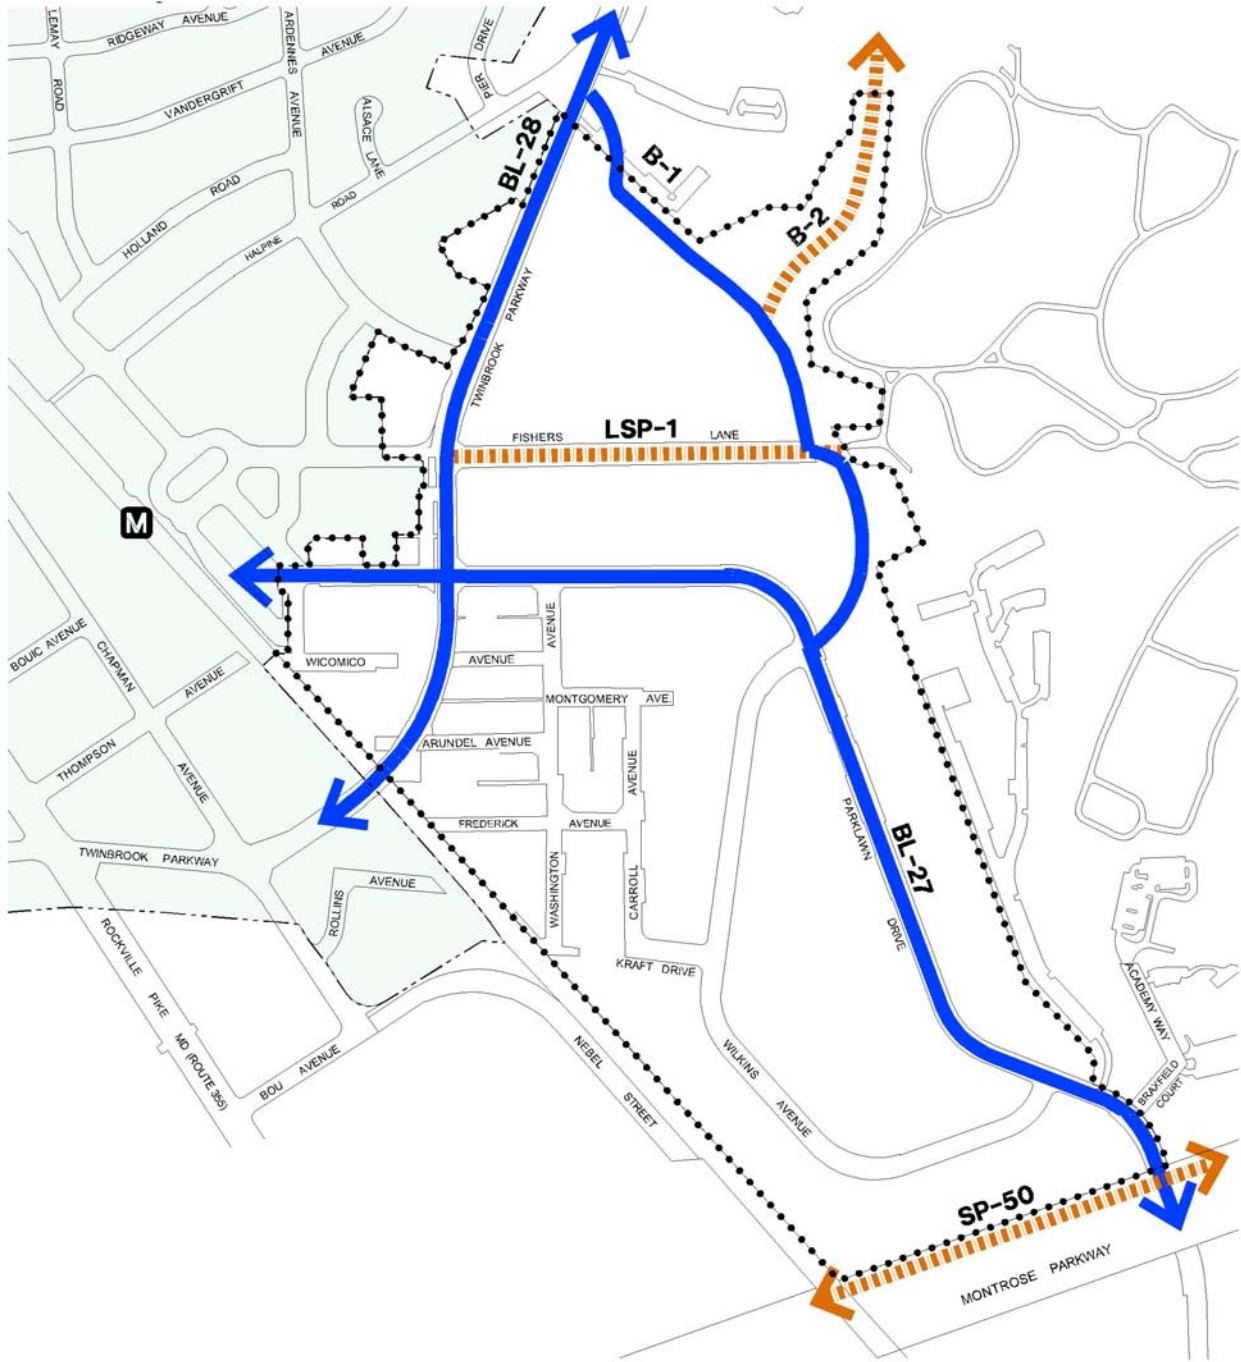 LEMAY
ROAD
RIDGEWAY AVENUE
ARDENNES
AVENUE
AVENUE
VANDERGRIFT
ALSACE LANE
PIER DRIVE
HOLLAND ROAD
HALPINE ROAD
BL-28
B-1
B-2
TWINBROOK PARKWAY
FISHERS LANE
LSP-1
M
BOUIC AVENUE
CHAPMAN
AVENUE
THOMPSON
AVENUE
WICOMICO
AVENUE
AVENUE
MONTGOMERY AVE.
ARUNDEL AVENUE
AVENUE
FREDERICK AVENUE
TWINBROOK PARKWAY
ROLLINS
AVENUE
WASHINGTON
CARROLL
PARKLAWN
DRIVE
BL-27
KRAFT DRIVE
ROCKVILLE PIKE MD (ROUTE 355)
BOU AVENUE
NEBEL
STREET
WILKINS
AVENUE
ACADEMY WAY
BRAXFIELD
COURT
SP-50
MONTROSE PARKWAY